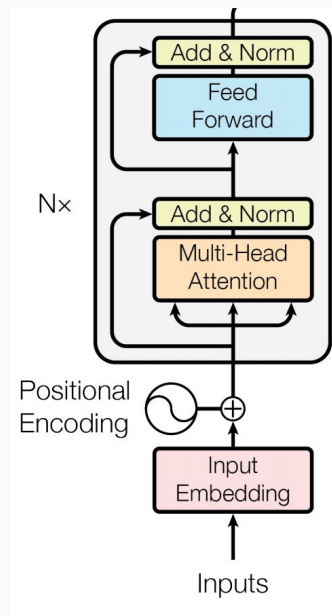 Add & Norm
Feed
Forward
N×
Add & Norm
Multi-Head
Attention
Positional
Encoding
Input
Embedding
Inputs